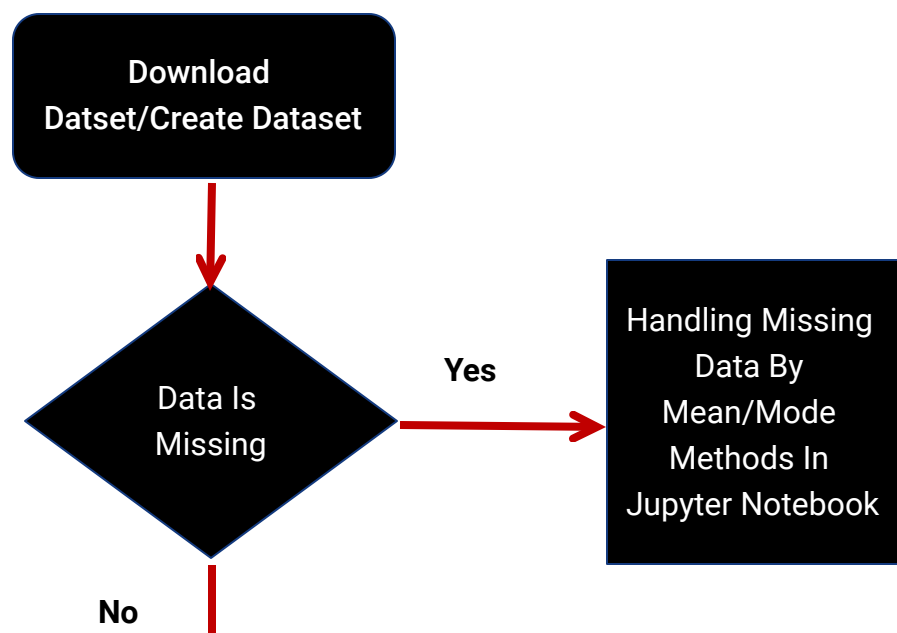 Download
Datset/Create Dataset
Data Is
Missing
Yes
Handling Missing
Data By
Mean/Mode
Methods In
Jupyter Notebook
No